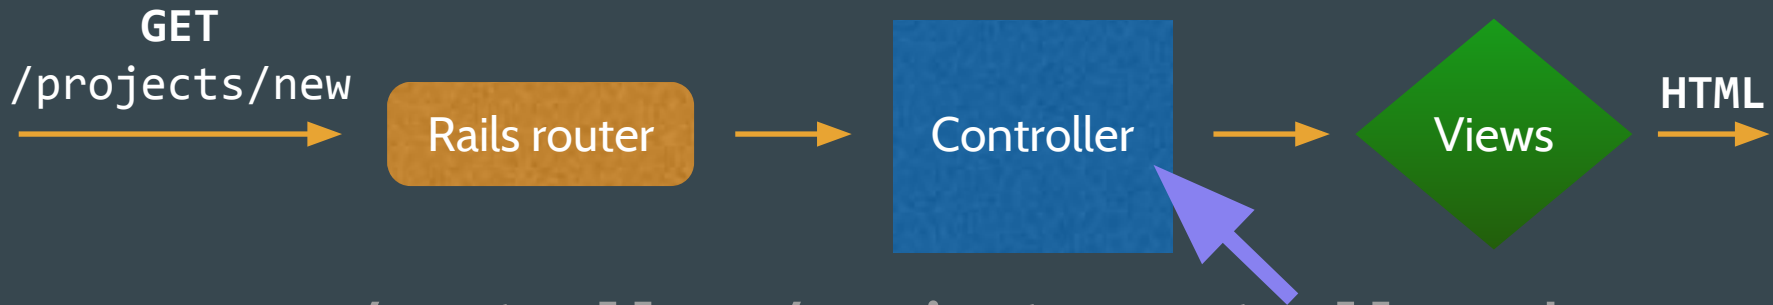 GET
/projects/new
Rails router
Controller
Views
HTML